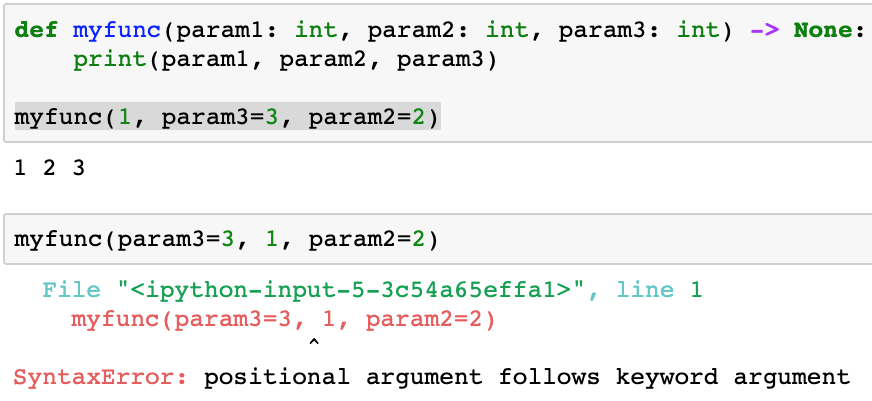 def myfunc(param1: int, param2: int, param3: int) -> None:
    print(param1, param2, param3)
myfunc(1, param3=3, param2=2)
1 2 3
myfunc(param3=3, 1, param2=2)
  File "<ipython-input-5-3c54a65effa1>", line 1
    myfunc(param3=3, 1, param2=2)
                    ^
SyntaxError: positional argument follows keyword argument